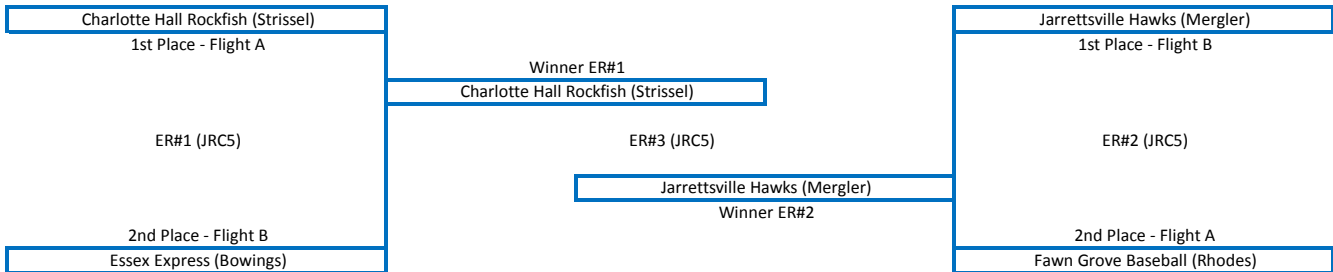 Charlotte Hall Rockfish (Strissel)
1st Place - Flight A
Jarrettsville Hawks (Mergler)
1st Place - Flight B
Winner ER#1
Charlotte Hall Rockfish (Strissel)
ER#1 (JRC5)
ER#3 (JRC5)
ER#2 (JRC5)
Jarrettsville Hawks (Mergler)
Winner ER#2
2nd Place - Flight B
Essex Express (Bowings)
2nd Place - Flight A
Fawn Grove Baseball (Rhodes)